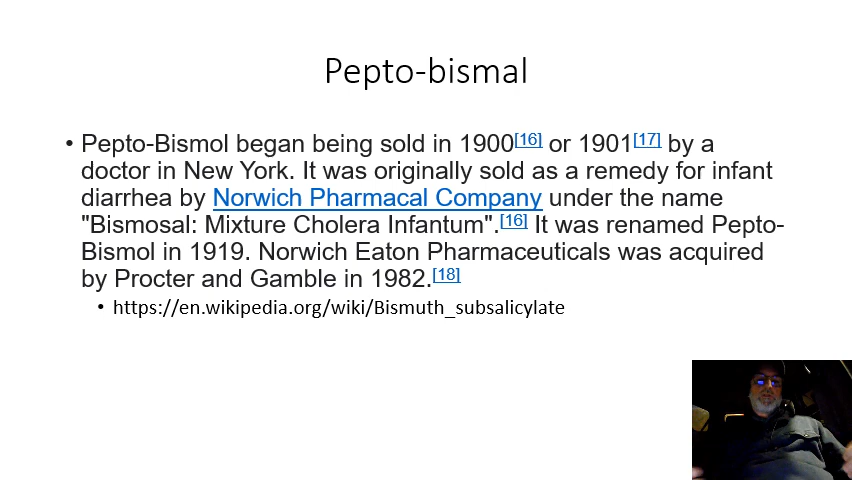 Pepto-bismal
• Pepto-Bismol began being sold in 1900[16] or 1901[17] by a
doctor in New York. It was originally sold as a remedy for infant
diarrhea by Norwich Pharmacal Company under the name
"Bismosal: Mixture Cholera Infantum".[16] It was renamed Pepto-
Bismol in 1919. Norwich Eaton Pharmaceuticals was acquired
by Procter and Gamble in 1982.[18]
• https://en.wikipedia.org/wiki/Bismuth_subsalicylate